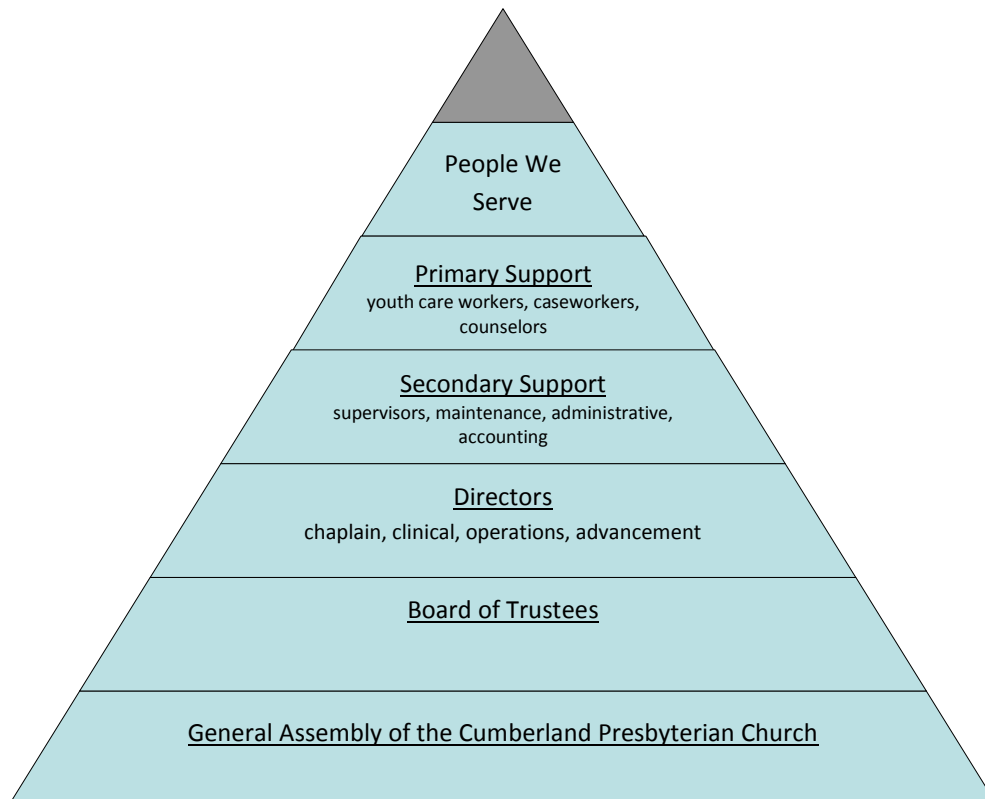 People We
Serve
Primary Support
youth care workers, caseworkers,
counselors
Secondary Support
supervisors, maintenance, administrative,
accounting
Directors
chaplain, clinical, operations, advancement
Board of Trustees
General Assembly of the Cumberland Presbyterian Church